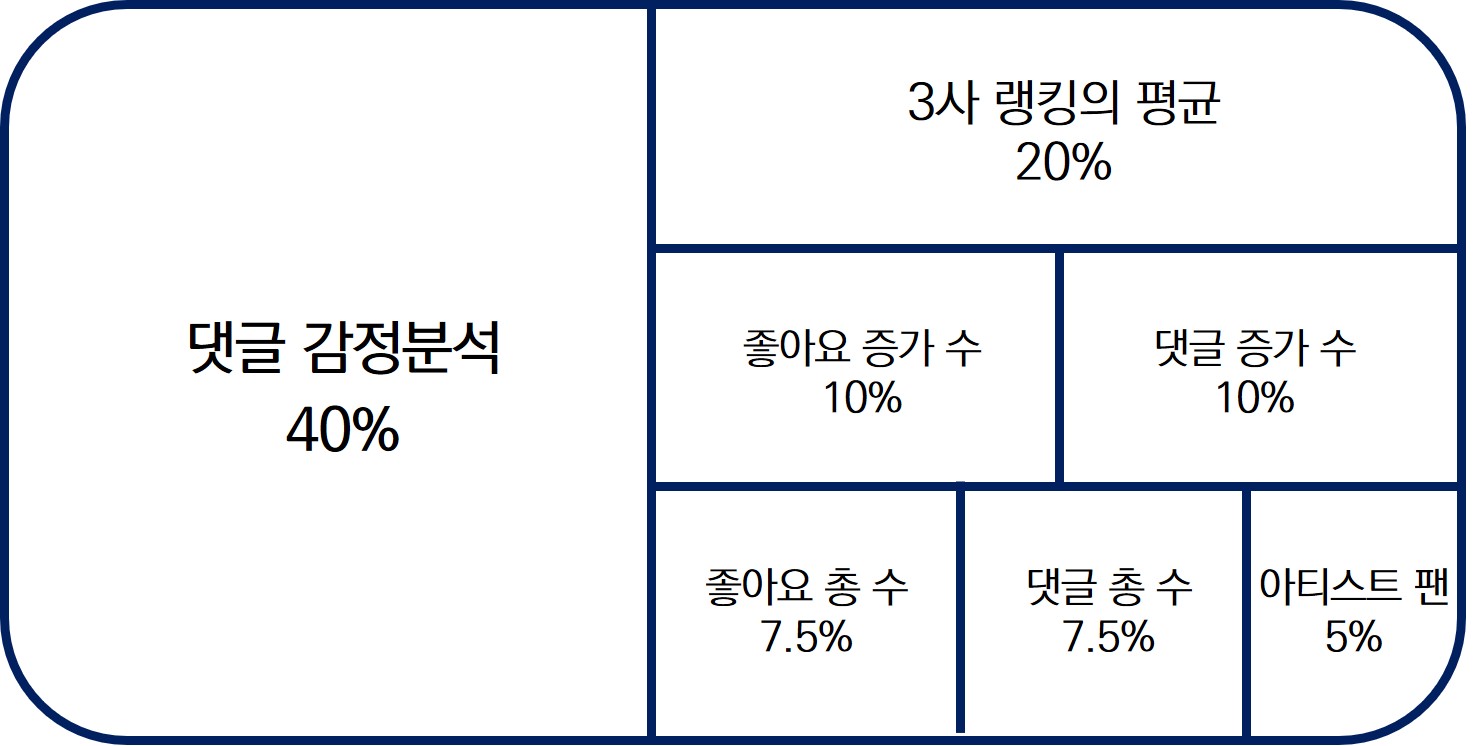 댓글 감정분석
40%
3사 랭킹의 평균
20%
좋아요 증가 수
10%
댓글 증가 수
10%
좋아요 총 수
7.5%
댓글 총 수
7.5%
아티스트 팬
5%